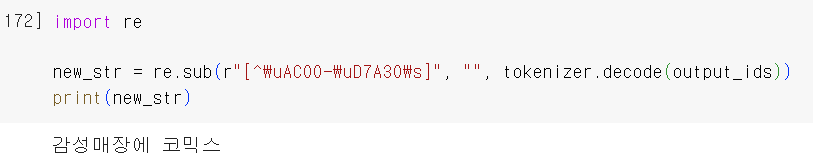 172] import re
new_str = re.sub(r"[^₩uAC00-₩uD7A30₩s]", "", tokenizer.decode(output_ids))
print(new_str)
감성매장에 코믹스